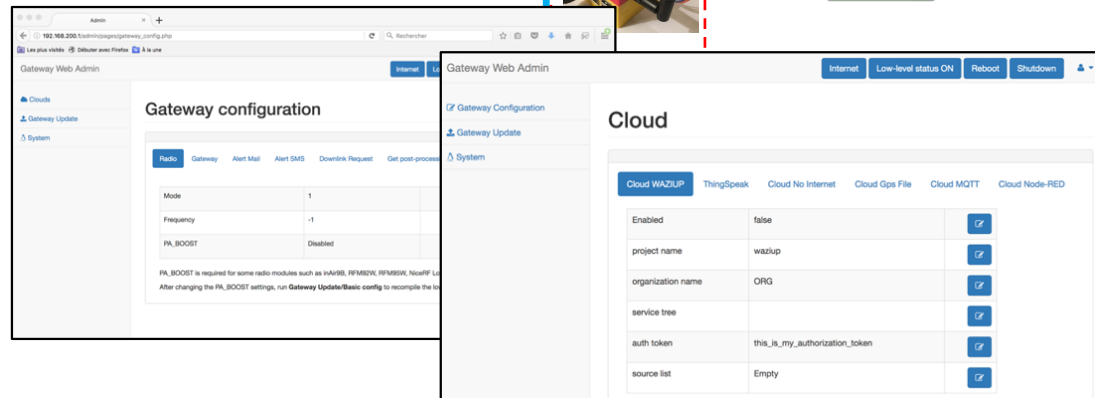 Admin
192.168.200.1/admin/pages/gateway_config.php
Rechercher
Les plus visités Débuter avec Firefox À la une
Gateway Web Admin
Internet
Clouds
Gateway Update
System
Gateway configuration
Radio Gateway Alert Mail Alert SMS Downlink Request
Mode 1
Frequency -1
PA_BOOST Disabled
PA_BOOST is required for some radio modules such as inAir9B, RFM92W, RFM95W, NiceRF
After changing the PA_BOOST settings, run Gateway Update/Basic config to recompile the
Gateway Web Admin
Internet Low-level status ON Reboot Shutdown
Gateway Configuration
Gateway Update
System
Cloud
Cloud WAZIUP ThingSpeak Cloud No Internet Cloud Gps File Cloud MQTT Cloud Node-RED
Enabled false
project name waziup
organization name ORG
service tree
auth token this_is_my_authorization_token
source list Empty